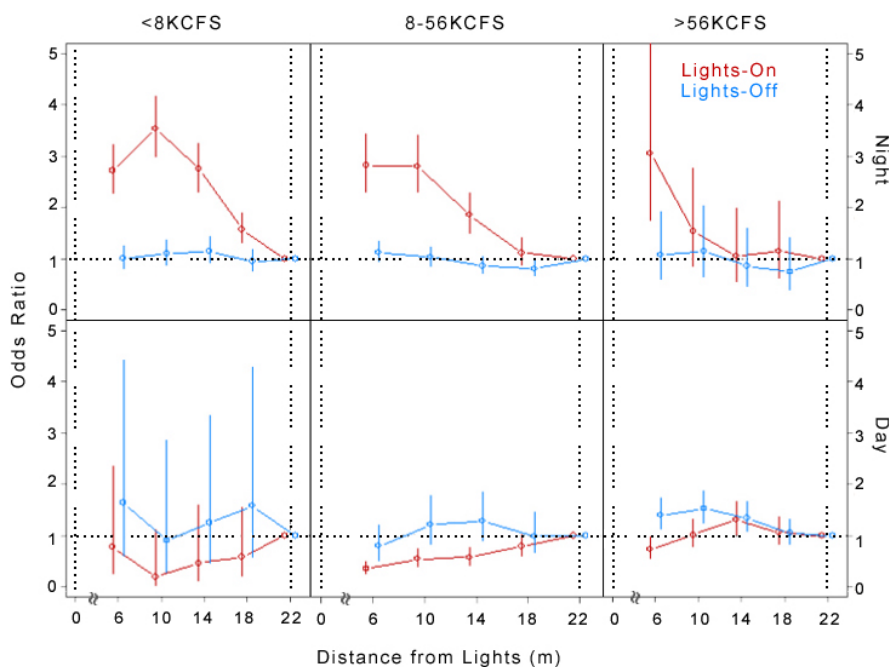 <8KCFS 8-56KCFS >56KCFS
5 5
4 4
3 3
2 2
1 1
0 0
Lights-On
Lights-Off
Night
Odds Ratio
5 5
4 4
3 3
2 2
1 1
0 0
Day
0 6 10 14 18 22 0 6 10 14 18 22 0 6 10 14 18 22
Distance from Lights (m)